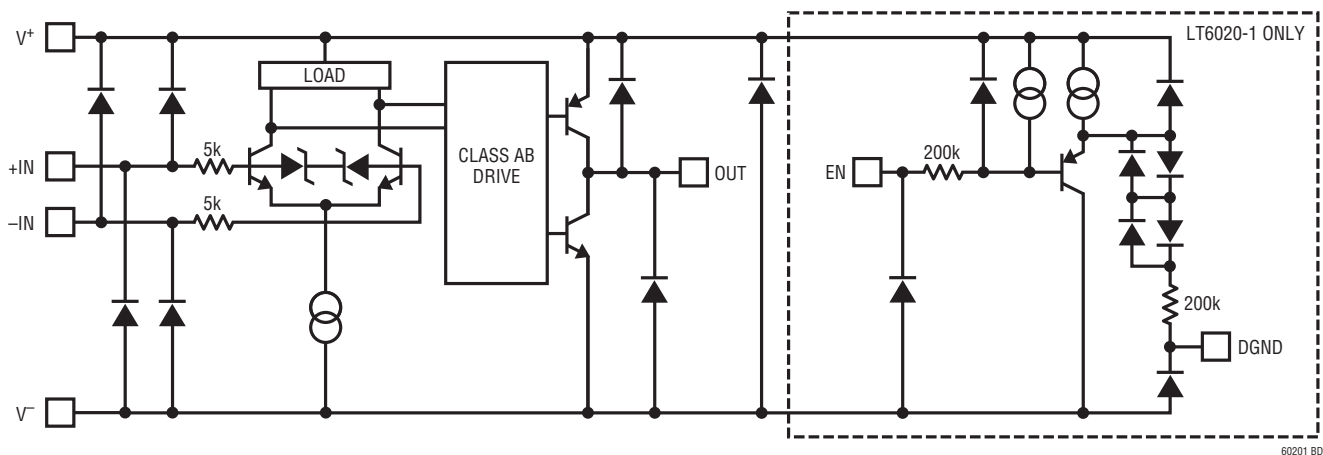 V+
LT6020-1 ONLY
LOAD
5k
+IN
CLASS AB
DRIVE
OUT
EN
200k
–IN
5k
200k
DGND
V–
60201 BD